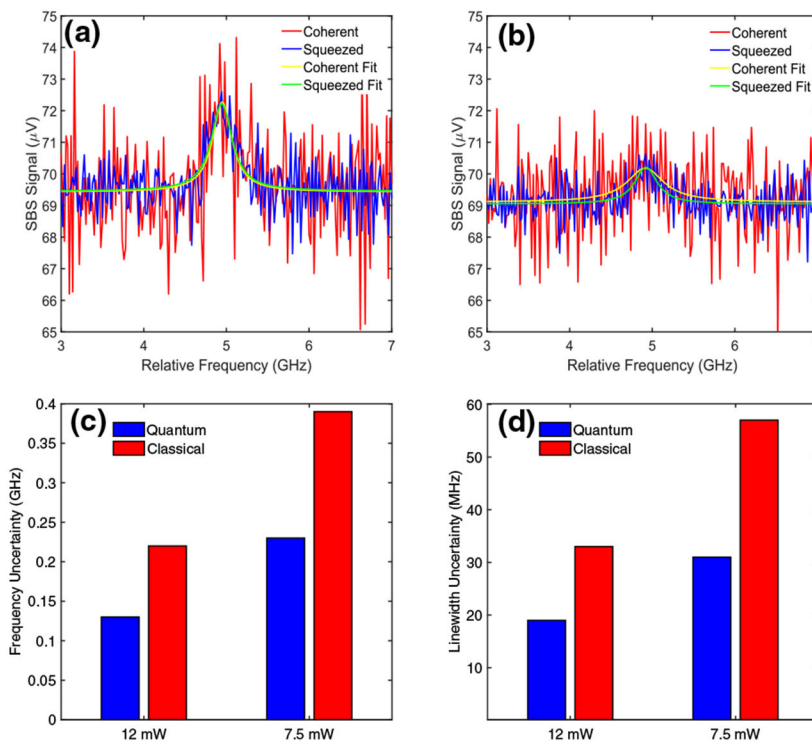 (a)
Coherent
Squeezed
Coherent Fit
Squeezed Fit
SBS Signal (μV)
75
74
73
72
71
70
69
68
67
66
65
3 4 5 6 7
Relative Frequency (GHz)
(b)
Coherent
Squeezed
Coherent Fit
Squeezed Fit
SBS Signal (μV)
75
74
73
72
71
70
69
68
67
66
65
3 4 5 6
Relative Frequency (GHz)
(c)
Quantum
Classical
Frequency Uncertainty (GHz)
0.4
0.35
0.3
0.25
0.2
0.15
0.1
0.05
0
12 mW 7.5 mW
(d)
Quantum
Classical
Linewidth Uncertainty (MHz)
60
50
40
30
20
10
12 mW 7.5 mW